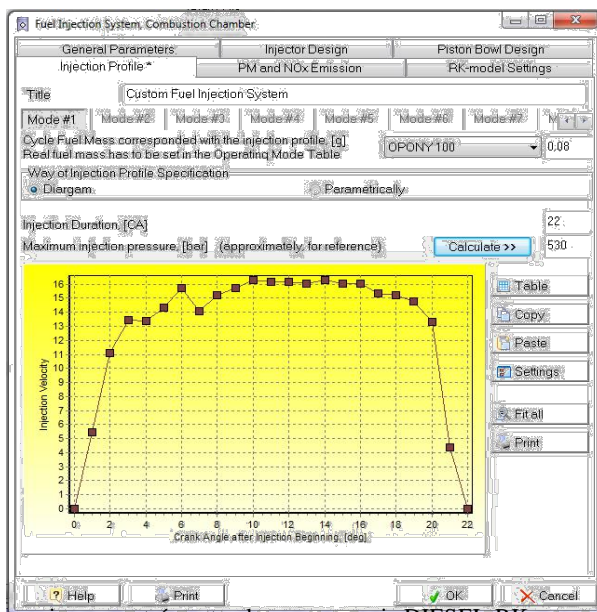 Fuel Injection System, Combustion Chamber
General Parameters Injector Design Piston Bowl Design
Injection Profile * PM and NOx Emission RK-model Settings
Title Custom Fuel Injection System
Mode #1 Mode #2 Mode #3 Mode #4 Mode #5 Mode #6 Mode #7 M
Cycle Fuel Mass corresponded with the injection profile, [g]
Real fuel mass has to be set in the Operating Mode Table
OPONY 100 0,08
Way of Injection Profile Specification
Diargam Parametrically
Injection Duration, [CA] 22
Maximum injection pressure, [bar] (approximately, for reference) Calculate >> 530
16
15
14
13
12
11
10
9
8
7
6
5
4
3
2
1
0
Injection Velocity
0 2 4 6 8 10 12 14 16 18 20 22
Crank Angle after Injection Beginning, [deg]
Table
Copy
Paste
Settings
Fit all
Print
? Help Print OK Cancel
DIESEL-RK